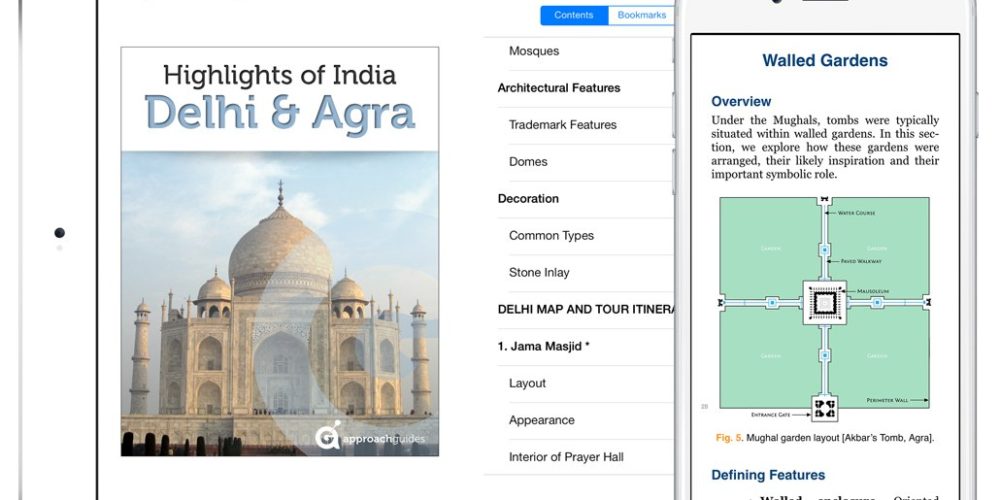 Highlights of India
Delhi & Agra
approachguides
Contents
Bookmarks
Mosques
Architectural Features
Trademark Features
Domes
Decoration
Common Types
Stone Inlay
DELHI MAP AND TOUR ITINERA
1. Jama Masjid *
Layout
Appearance
Interior of Prayer Hall
Walled Gardens
Overview
Under the Mughals, tombs were typically
situated within walled gardens. In this sec-
tion, we explore how these gardens were
arranged, their likely inspiration and their
important symbolic role.
WATER COURSE
GARDEN
GARDEN
PAVED WALKWAY
MAUSOLEUM
GARDEN
GARDEN
PERIMETER WALL
28
ENTRANCE GATE
Fig. 5. Mughal garden layout [Akbar's Tomb, Agra].
Defining Features
Walled enclosure. Oriented